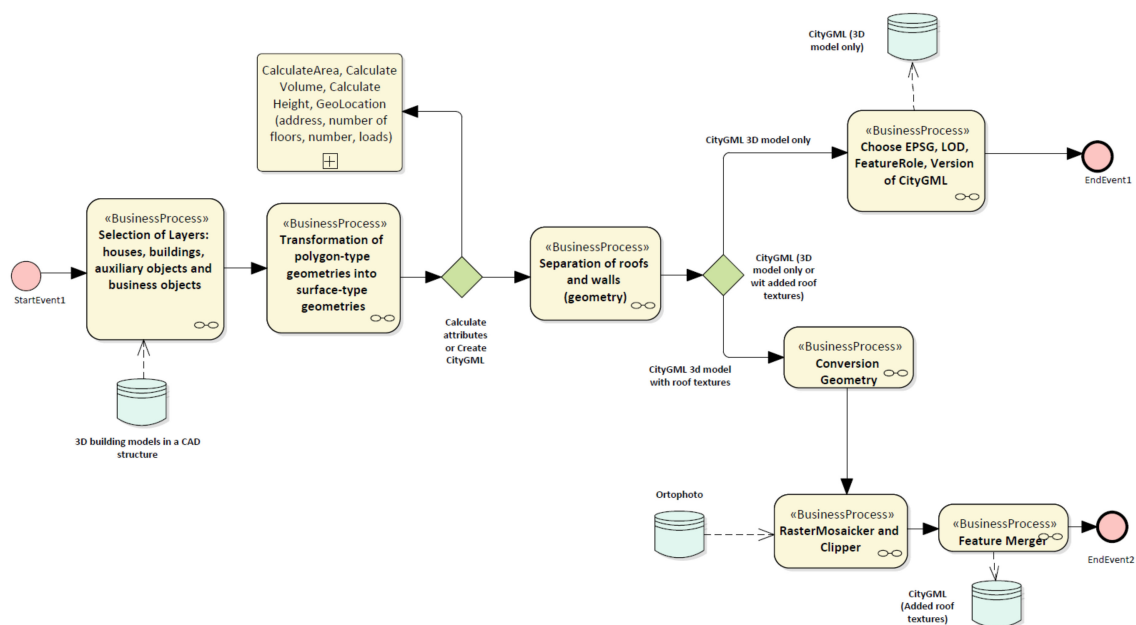 CityGML (3D
model only)
CalculateArea, Calculate
Volume, Calculate
Height, GeoLocation
(address, number of
floors, number, loads)
CityGML 3D model only
«BusinessProcess»
Choose EPSG, LOD,
FeatureRole, Version
of CityGML
EndEvent1
StartEvent1
«BusinessProcess»
Selection of Layers:
houses, buildings,
auxiliary objects and
business objects
«BusinessProcess»
Transformation of
polygon-type
geometries into
surface-type
geometries
Calculate
attributes
or Create
CityGML
«BusinessProcess»
Separation of roofs
and walls
(geometry)
CityGML (3D
model only or
wit added roof
textures)
CityGML 3d model
with roof textures
«BusinessProcess»
Conversion
Geometry
3D building models in a CAD
structure
Ortophoto
«BusinessProcess»
RasterMosaicker and
Clipper
«BusinessProcess»
Feature Merger
EndEvent2
CityGML
(Added roof
textures)